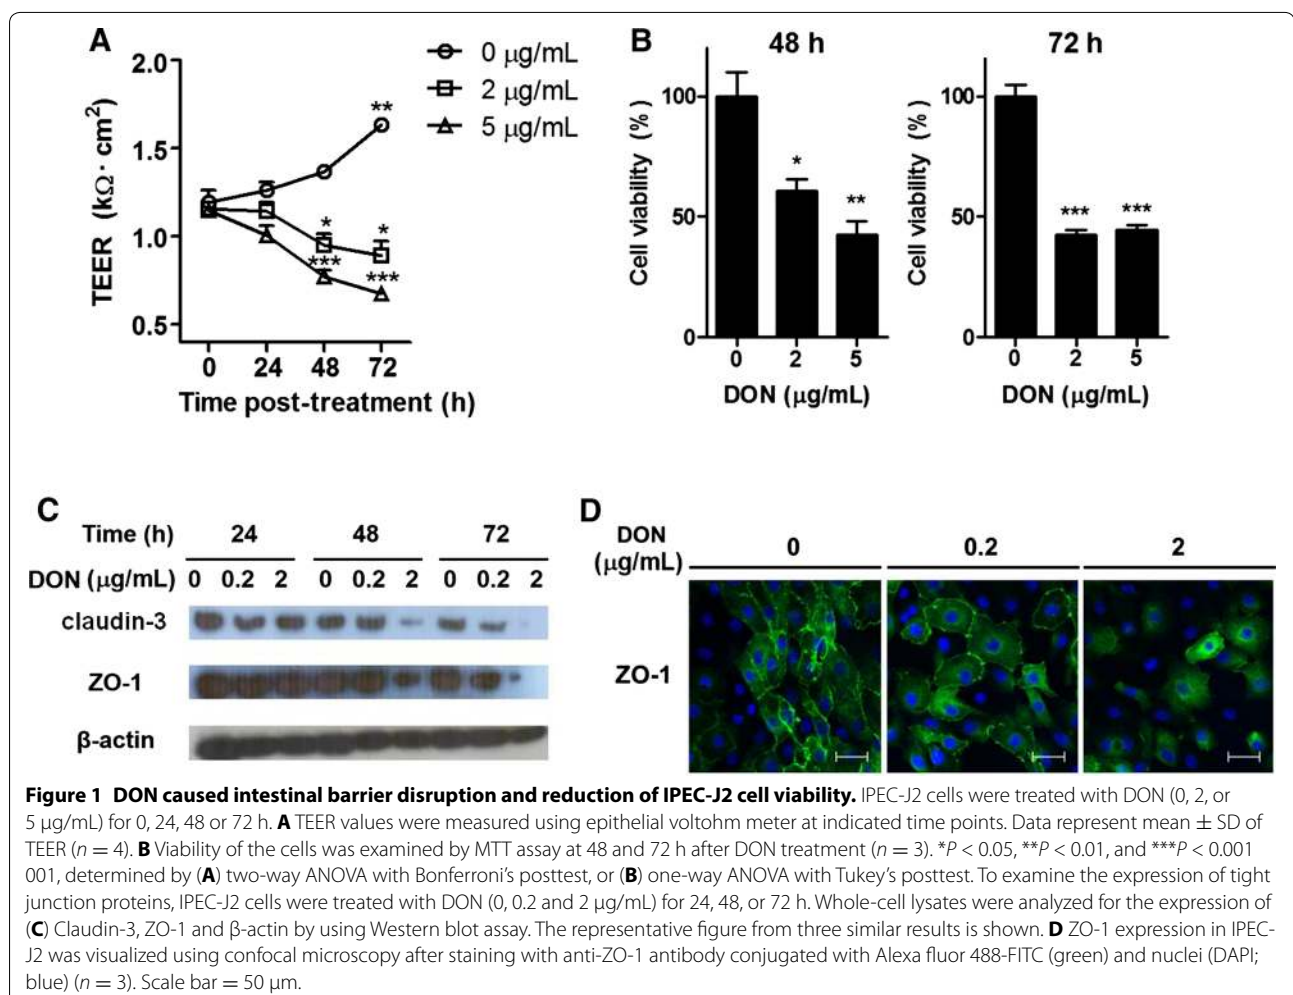 A
2.0
1.5
1.0
0.5
TEER (kΩ· cm²)
0 μg/mL
2 μg/mL
5 μg/mL
**
*
*
***
***
0 24 48 72
Time post-treatment (h)
B
48 h
100
50
0
Cell viability (%)
*
**
0 2 5
DON (μg/mL)
72 h
100
50
0
Cell viability (%)
***
***
0 2 5
DON (μg/mL)
C
Time (h) 24 48 72
DON (μg/mL) 0 0.2 2 0 0.2 2 0 0.2 2
claudin-3
ZO-1
β-actin
D
DON
(μg/mL)
0 0.2 2
ZO-1
Figure 1 DON caused intestinal barrier disruption and reduction of IPEC-J2 cell viability. IPEC-J2 cells were treated with DON (0, 2, or
5 μg/mL) for 0, 24, 48 or 72 h. A TEER values were measured using epithelial voltohm meter at indicated time points. Data represent mean ± SD of
TEER (n = 4). B Viability of the cells was examined by MTT assay at 48 and 72 h after DON treatment (n = 3). *P < 0.05, **P < 0.01, and ***P < 0.001
001, determined by (A) two-way ANOVA with Bonferroni's posttest, or (B) one-way ANOVA with Tukey's posttest. To examine the expression of tight
junction proteins, IPEC-J2 cells were treated with DON (0, 0.2 and 2 μg/mL) for 24, 48, or 72 h. Whole-cell lysates were analyzed for the expression of
(C) Claudin-3, ZO-1 and β-actin by using Western blot assay. The representative figure from three similar results is shown. D ZO-1 expression in IPEC-
J2 was visualized using confocal microscopy after staining with anti-ZO-1 antibody conjugated with Alexa fluor 488-FITC (green) and nuclei (DAPI;
blue) (n = 3). Scale bar = 50 μm.